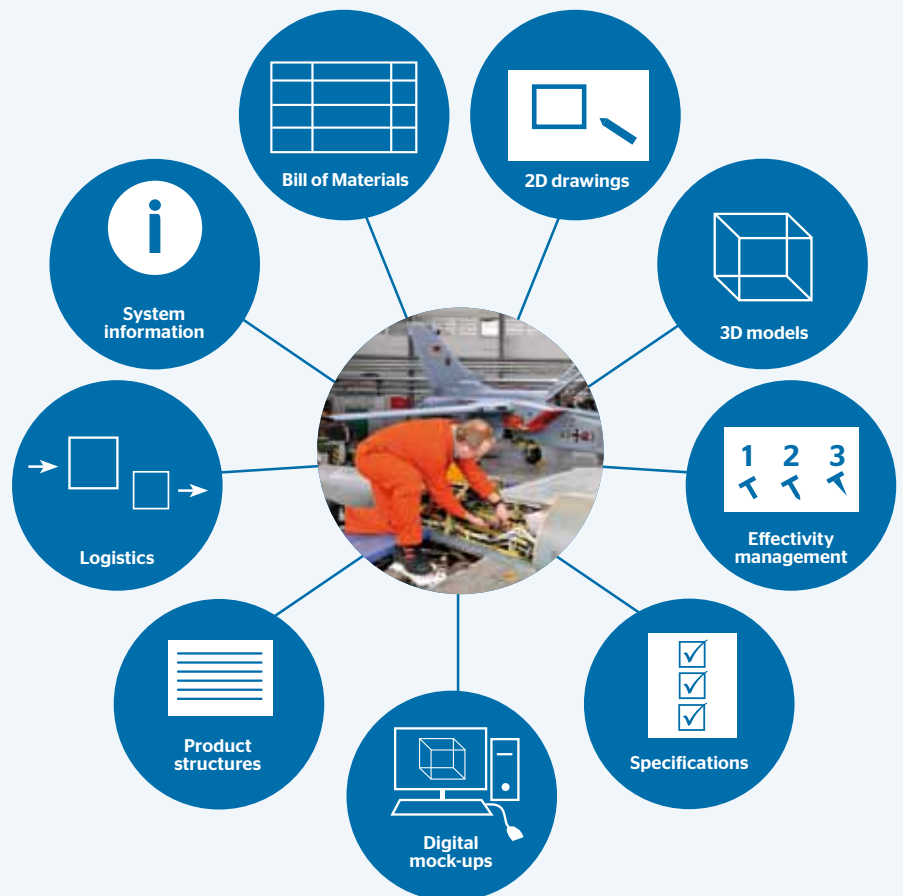 Bill of Materials
2D drawings
i
System
information
3D models
1 2 3
Effectivity
management
Logistics
Product
structures
Specifications
Digital
mock-ups